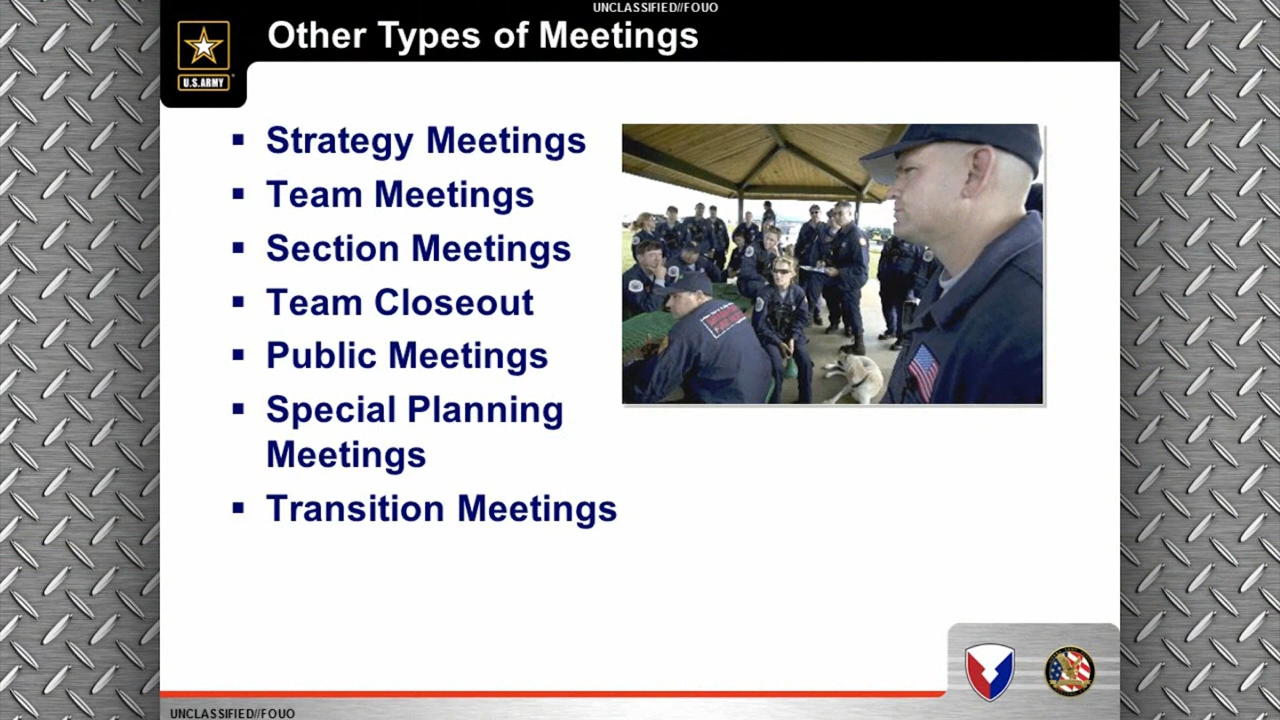 UNCLASSIFIED//FOUO
Other Types of Meetings
U.S.ARMY
▪ Strategy Meetings
▪ Team Meetings
▪ Section Meetings
▪ Team Closeout
▪ Public Meetings
▪ Special Planning
Meetings
▪ Transition Meetings
UNCLASSIFIED//FOUO